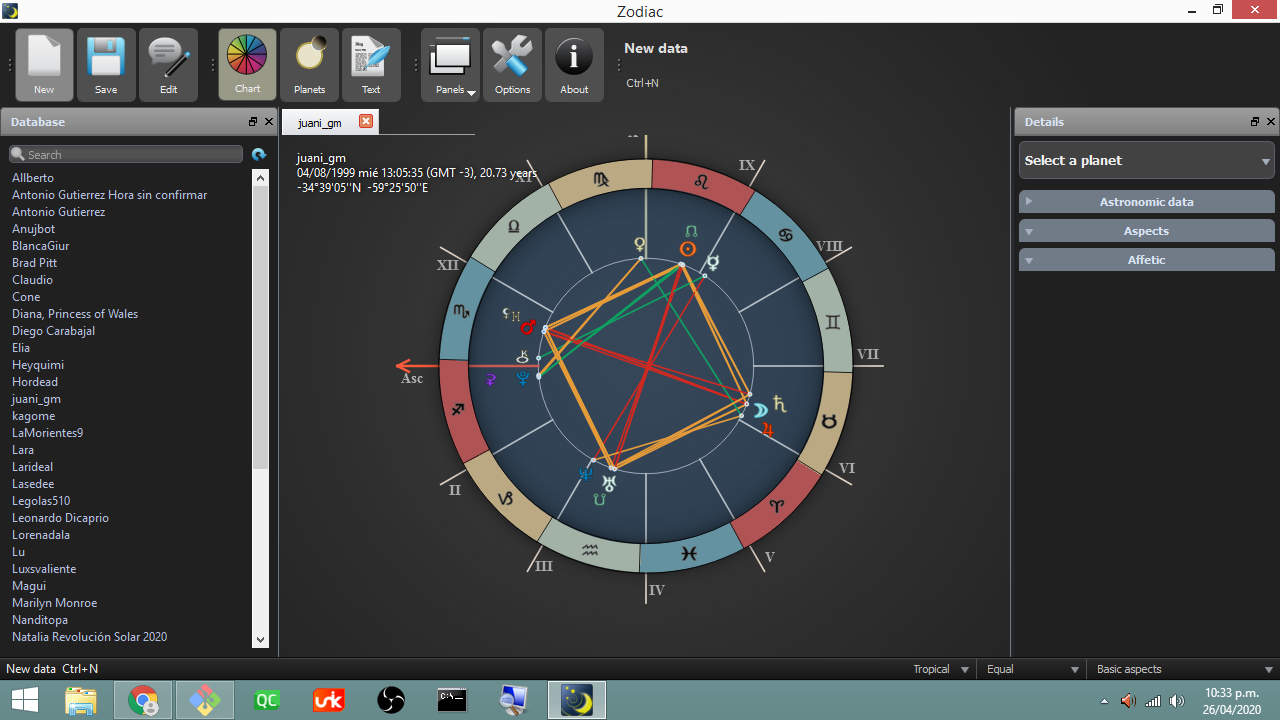 Zodiac
New
Save
Edit
Chart
Planets
Text
Panels
Options
About
New data
Ctrl+N
Database
Search
Allberto
Antonio Gutierrez Hora sin confirmar
Antonio Gutierrez
Anujbot
BlancaGiur
Brad Pitt
Claudio
Cone
Diana, Princess of Wales
Diego Carabajal
Elia
Heyquimi
Hordead
juani_gm
kagome
LaMorientes9
Lara
Larideal
Lasedee
Legolas510
Leonardo Dicaprio
Lorenadala
Lu
Luxsvaliente
Magui
Marilyn Monroe
Nanditopa
Natalia Revolución Solar 2020
juani_gm
juani_gm
04/08/1999 mié 13:05:35 (GMT -3), 20.73 years
-34°39'05''N -59°25'50''E
XI
IX
VIII
XII
VII
Asc
VI
II
V
III
IV
Details
Select a planet
Astronomic data
Aspects
Affetic
New data Ctrl+N
Tropical
Equal
Basic aspects
QC
usk
C:\
10:33 p.m.
26/04/2020